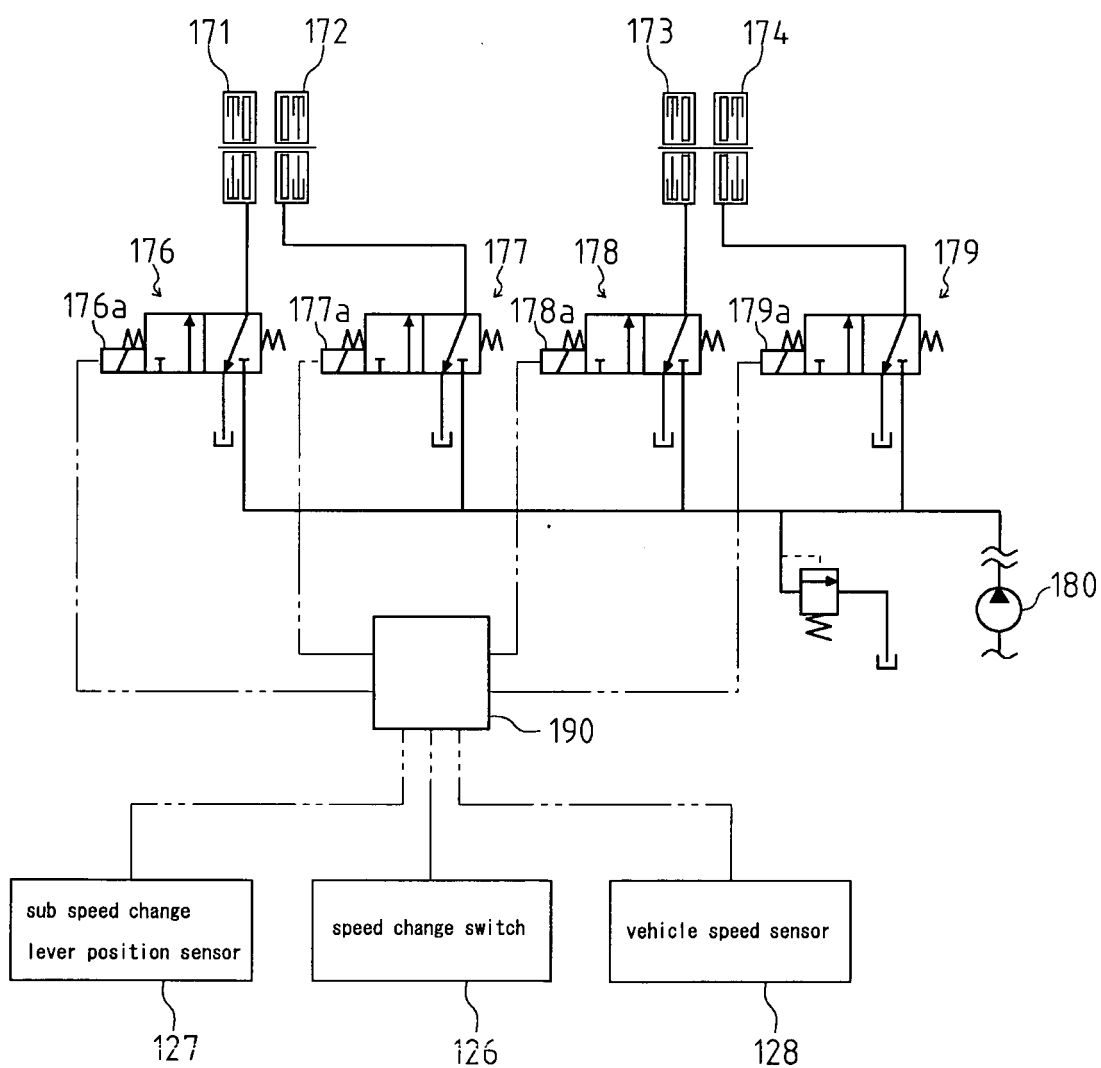 171
172
173
174
176
177
178
179
176a
177a
178a
179a
180
190
sub speed change
lever position sensor
speed change switch
vehicle speed sensor
127
126
128